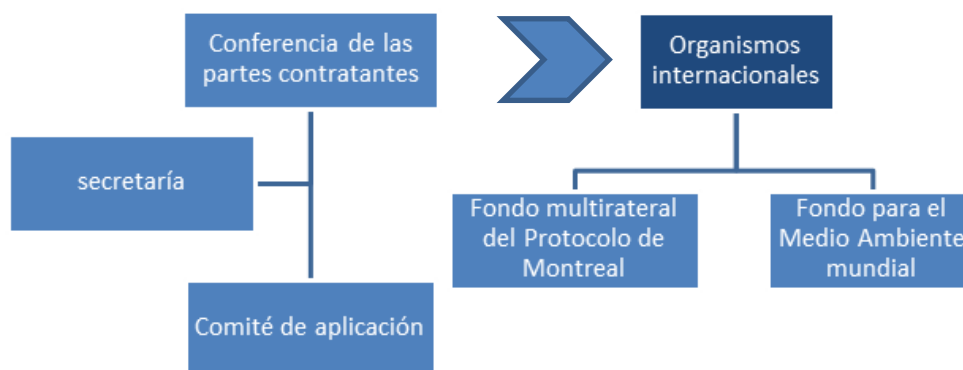 Conferencia de las
partes contratantes
Organismos
internacionales
secretaría
Fondo multirateral
del Protocolo de
Montreal
Fondo para el
Medio Ambiente
mundial
Comité de aplicación